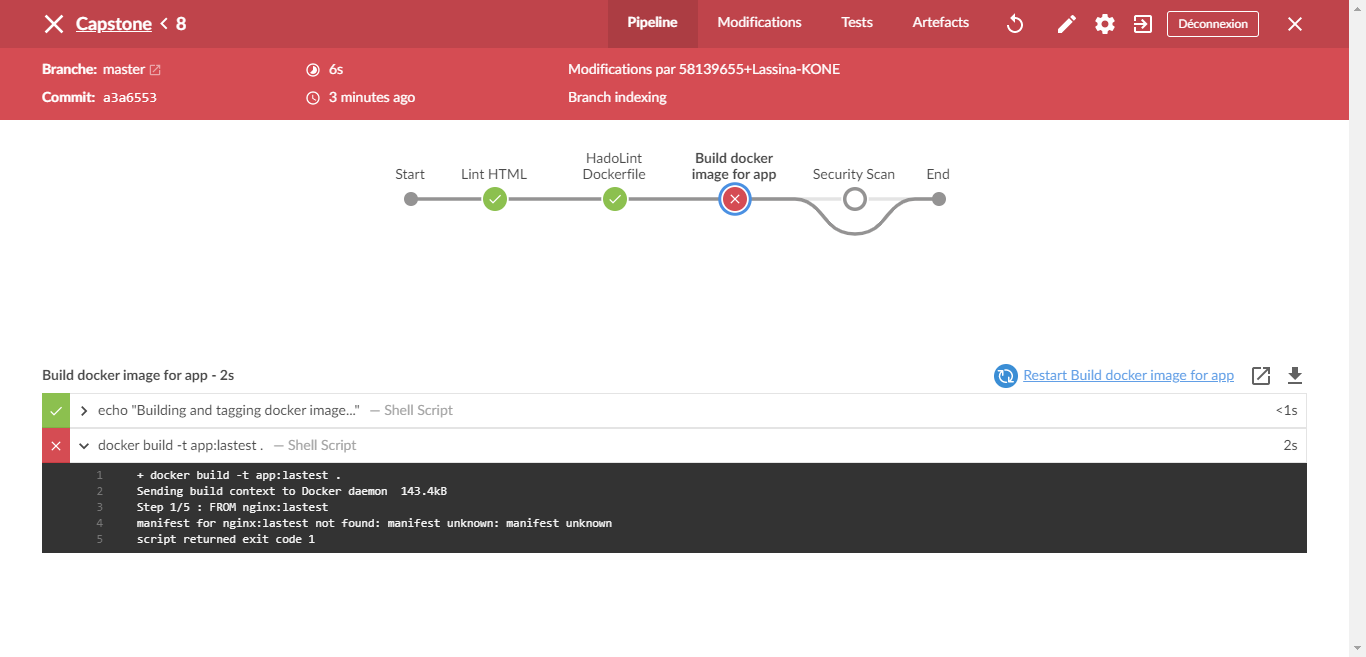 Capstone < 8
Pipeline
Modifications
Tests
Artefacts
Déconnexion
Branche: master
6s
Modifications par 58139655+Lassina-KONE
Commit: a3a6553
3 minutes ago
Branch indexing
Start
Lint HTML
HadoLint
Dockerfile
Build docker
image for app
Security Scan
End
Build docker image for app - 2s
Restart Build docker image for app
echo "Building and tagging docker image..." — Shell Script
<1s
docker build -t app:lastest . — Shell Script
2s
1 + docker build -t app:lastest .
2 Sending build context to Docker daemon 143.4kB
3 Step 1/5 : FROM nginx:lastest
4 manifest for nginx:lastest not found: manifest unknown: manifest unknown
5 script returned exit code 1